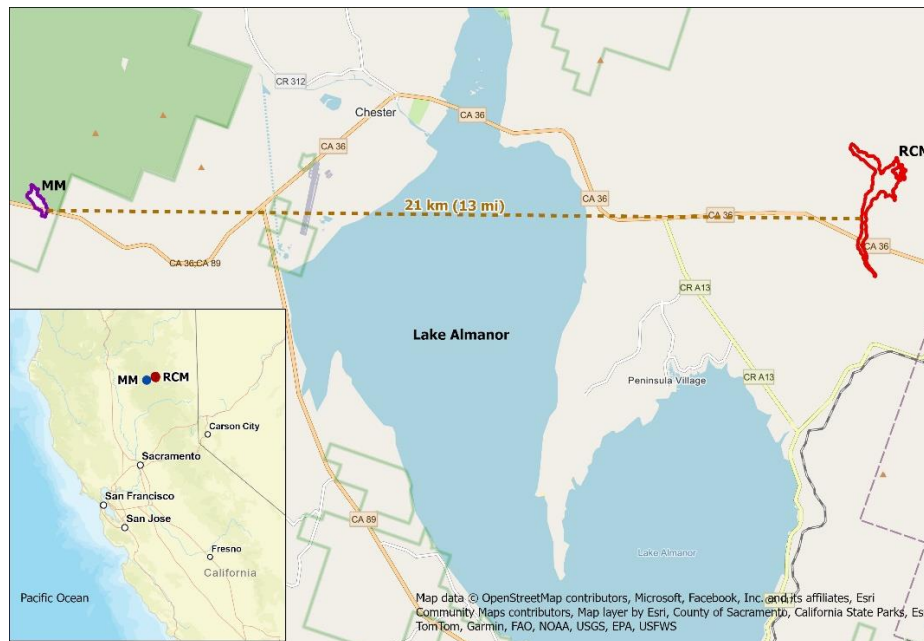 CR 312
Chester
CA 36
CA 36
MM
RCM
21 km (13 mi)
CA 36
CA 36
CA 36
CA 36;CA 89
CR A13
Lake Almanor
Peninsula Village
CR A13
MM
RCM
Carson City
Sacramento
San Francisco
San Jose
Fresno
California
Pacific Ocean
CA 89
Lake Almanor
Map data © OpenStreetMap contributors, Microsoft, Facebook, Inc. and its affiliates, Esri
Community Maps contributors, Map layer by Esri, County of Sacramento, California State Parks, Es
TomTom, Garmin, FAO, NOAA, USGS, EPA, USFWS